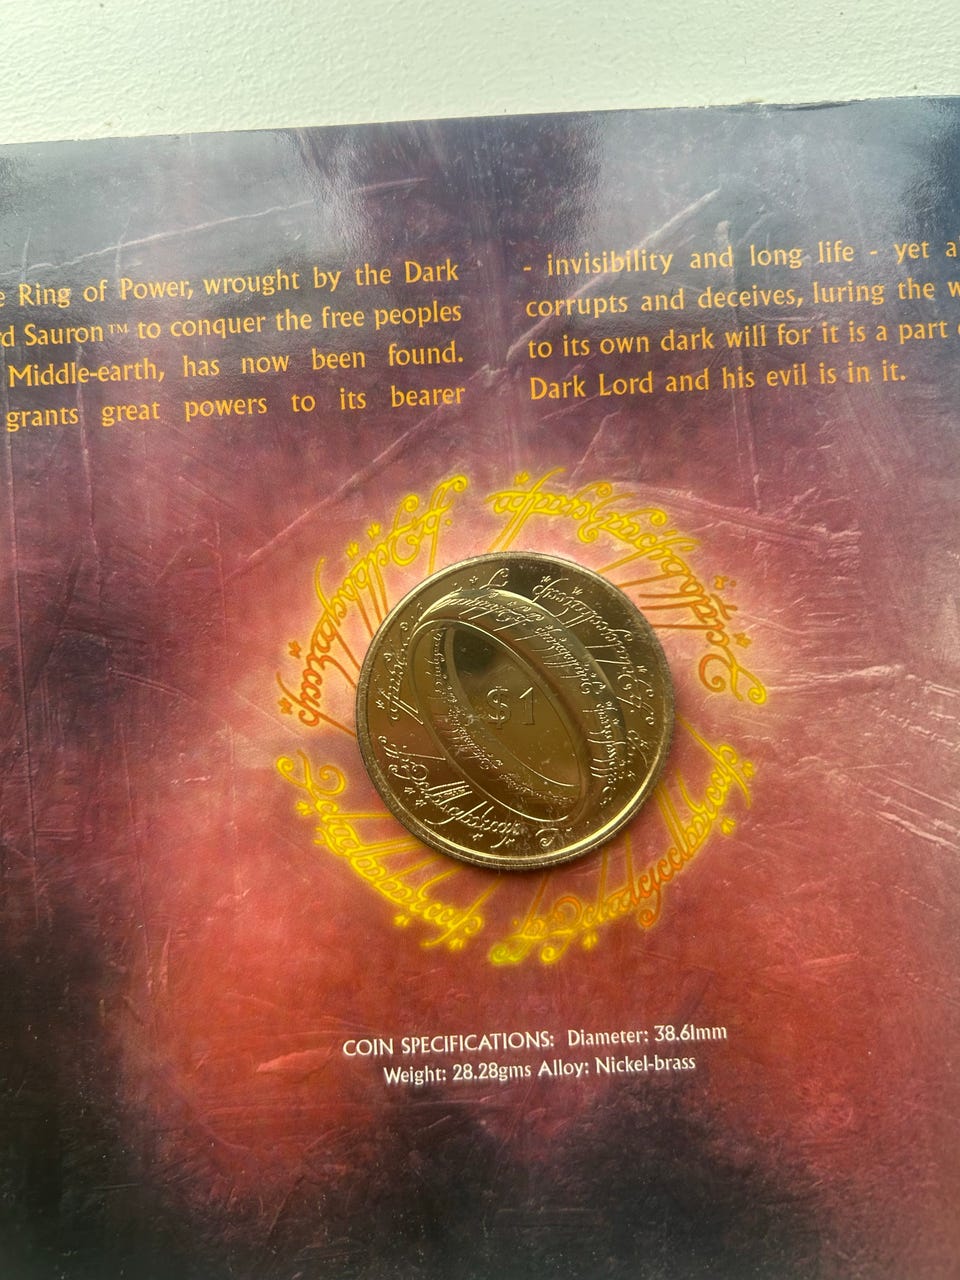 Ring of Power, wrought by the Dark
Sauron™ to conquer the free peoples
Middle-earth, has now been found.
grants great powers to its bearer
- invisibility and long life - yet
corrupts and deceives, luring the
to its own dark will for it is a part
Dark Lord and his evil is in it.
$1
COIN SPECIFICATIONS: Diameter: 38.61mm
Weight: 28.28gms Alloy: Nickel-brass